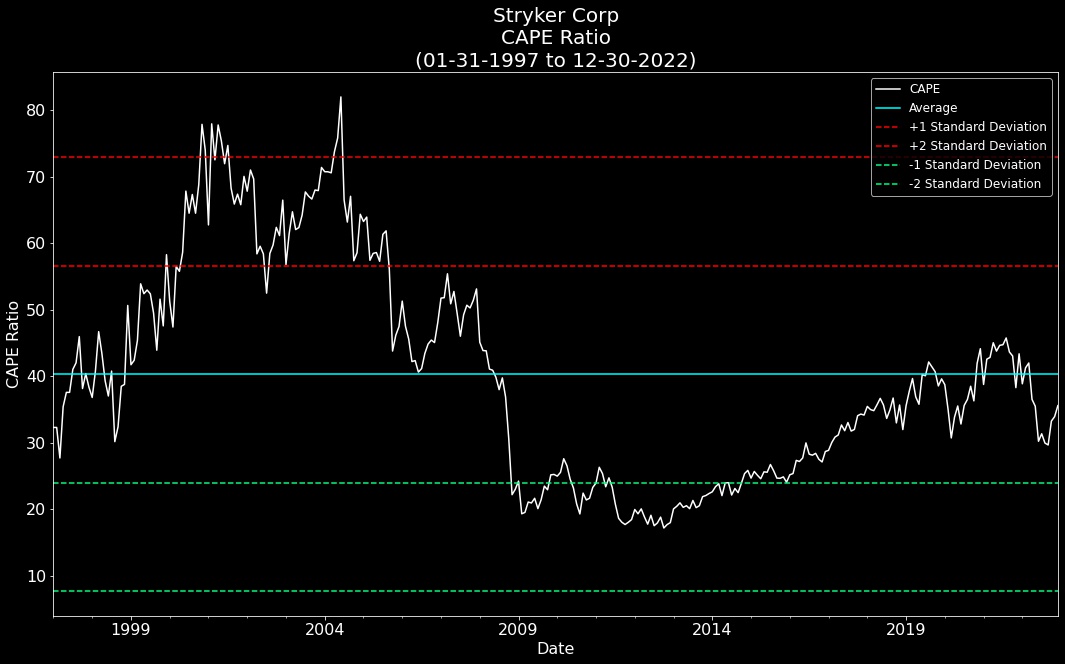 Stryker Corp
CAPE Ratio
(01-31-1997 to 12-30-2022)
CAPE
Average
+1 Standard Deviation
+2 Standard Deviation
-1 Standard Deviation
-2 Standard Deviation
CAPE Ratio
80
70
60
50
40
30
20
10
1999 2004 2009 2014 2019
Date